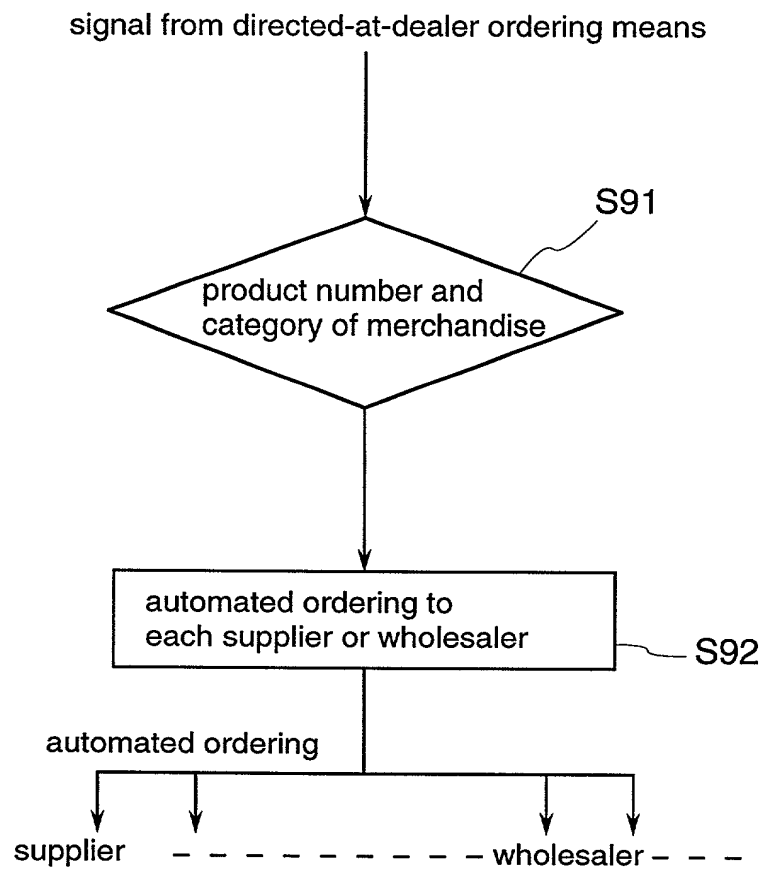 signal from directed-at-dealer ordering means
S91
product number and
category of merchandise
automated ordering to
each supplier or wholesaler
S92
automated ordering
supplier
wholesaler